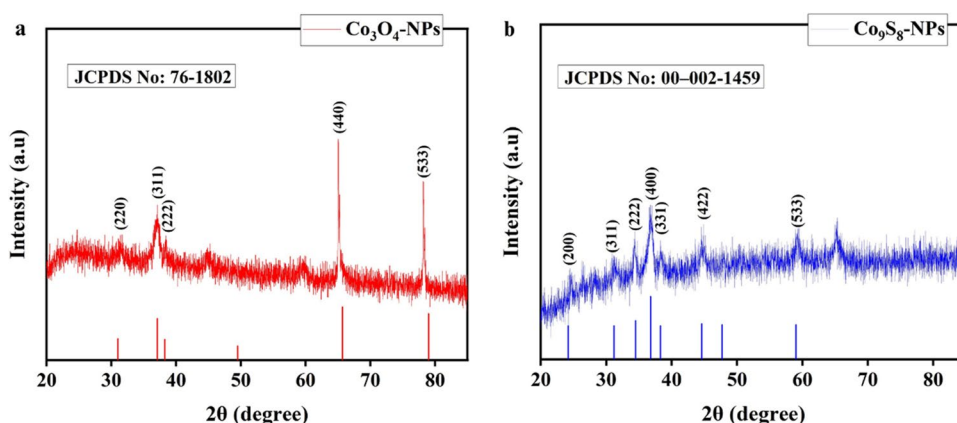 a
Co₃O₄-NPs
JCPDS No: 76-1802
Intensity (a.u)
(220)
(311)
(222)
(440)
(533)
20 30 40 50 60 70 80
2θ (degree)
b
Co₉S₈-NPs
JCPDS No: 00–002-1459
Intensity (a.u)
(200)
(311)
(222)
(400)
(331)
(422)
(533)
20 30 40 50 60 70 80
2θ (degree)